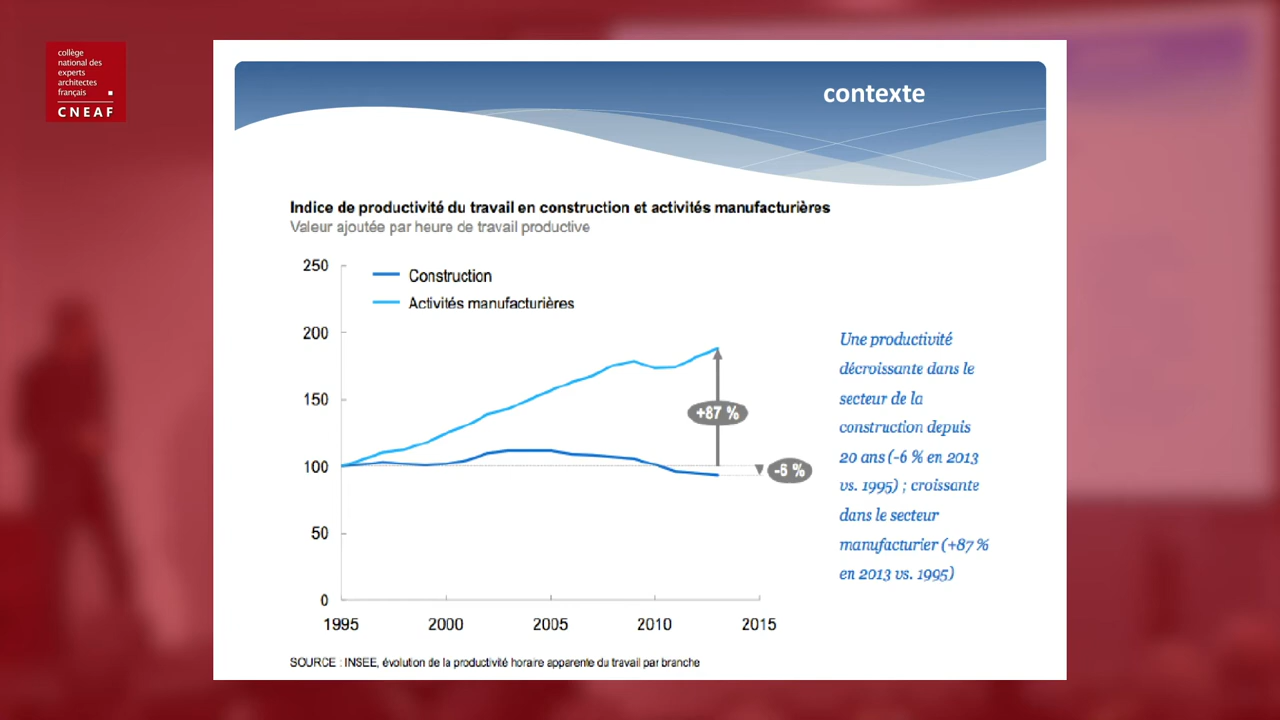 collège
national des
experts
architectes
français
CNEAF
contexte
Indice de productivité du travail en construction et activités manufacturières
Valeur ajoutée par heure de travail productive
250
200
150
100
50
0
Construction
Activités manufacturières
+87 %
-6 %
1995 2000 2005 2010 2015
Une productivité
décroissante dans le
secteur de la
construction depuis
20 ans (-6 % en 2013
vs. 1995) ; croissante
dans le secteur
manufacturier (+87 %
en 2013 vs. 1995)
SOURCE : INSEE, évolution de la productivité horaire apparente du travail par branche